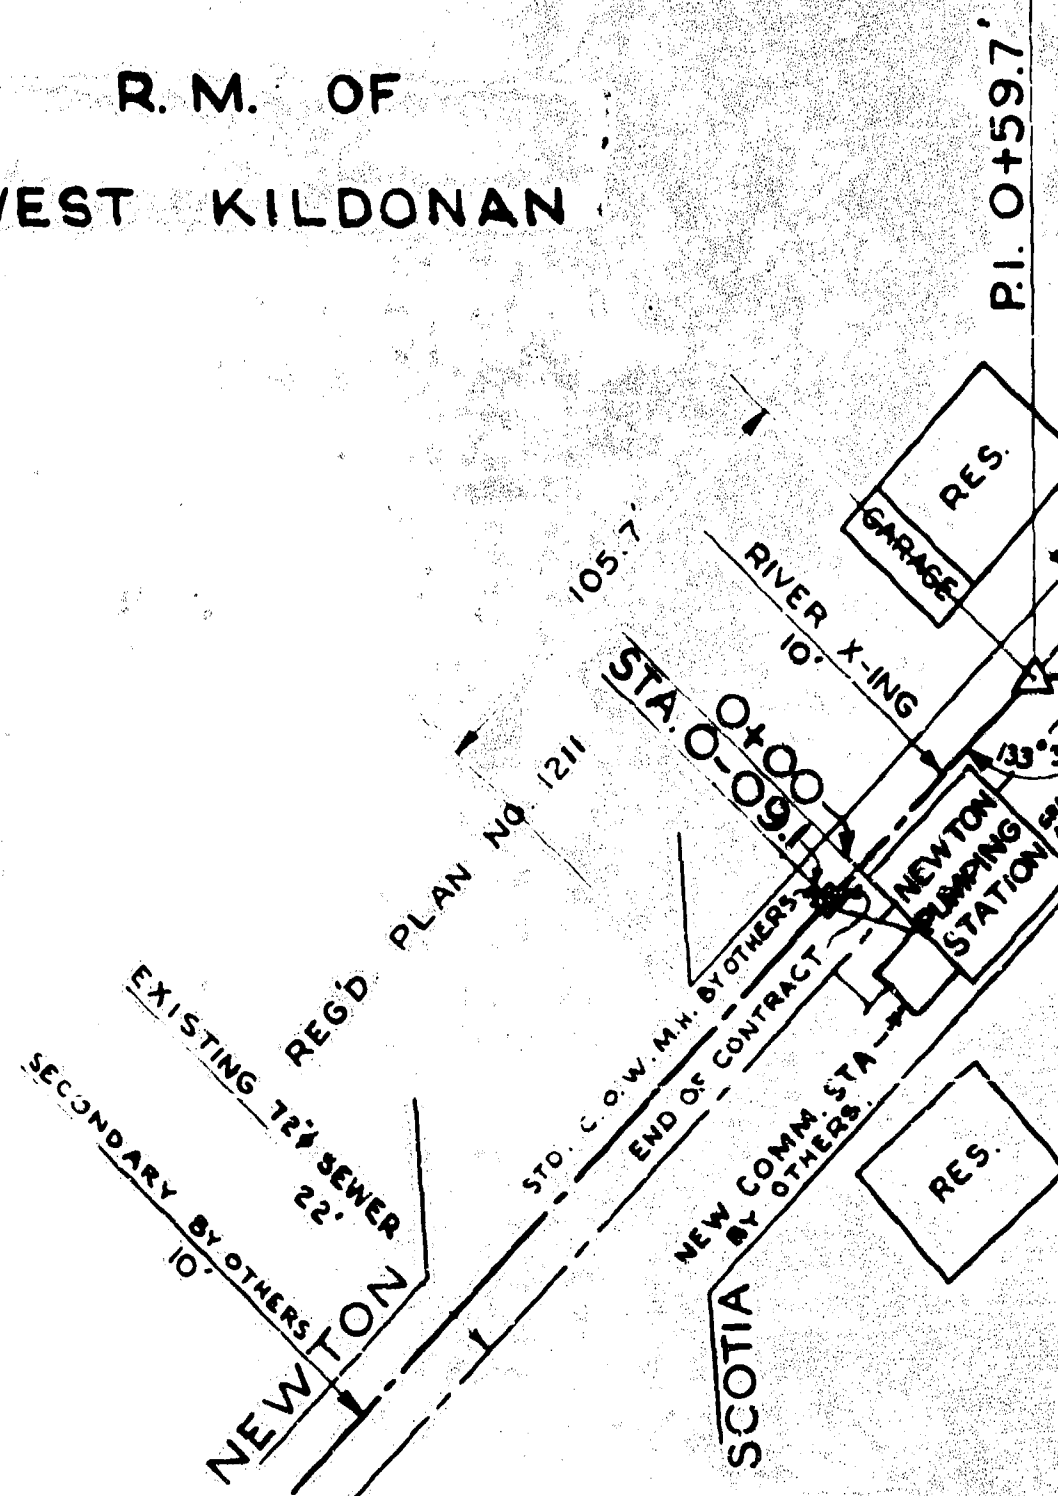 R. M. OF
WEST KILDONAN
P.I. 0+59.7'
RES.
GARAGE
105.7'
RIVER X-ING
10'
STA. 0+00
0-09.1
133°
NEWTON
PUMPING
STATION
REG'D PLAN NO. 1211
EXISTING 72"ø SEWER
22'
SECONDARY BY OTHERS
10'
STD. C.O.W. M.H. BY OTHERS
END OF CONTRACT
NEW COMM. STA
BY OTHERS.
RES.
NEWTON
SCOTIA